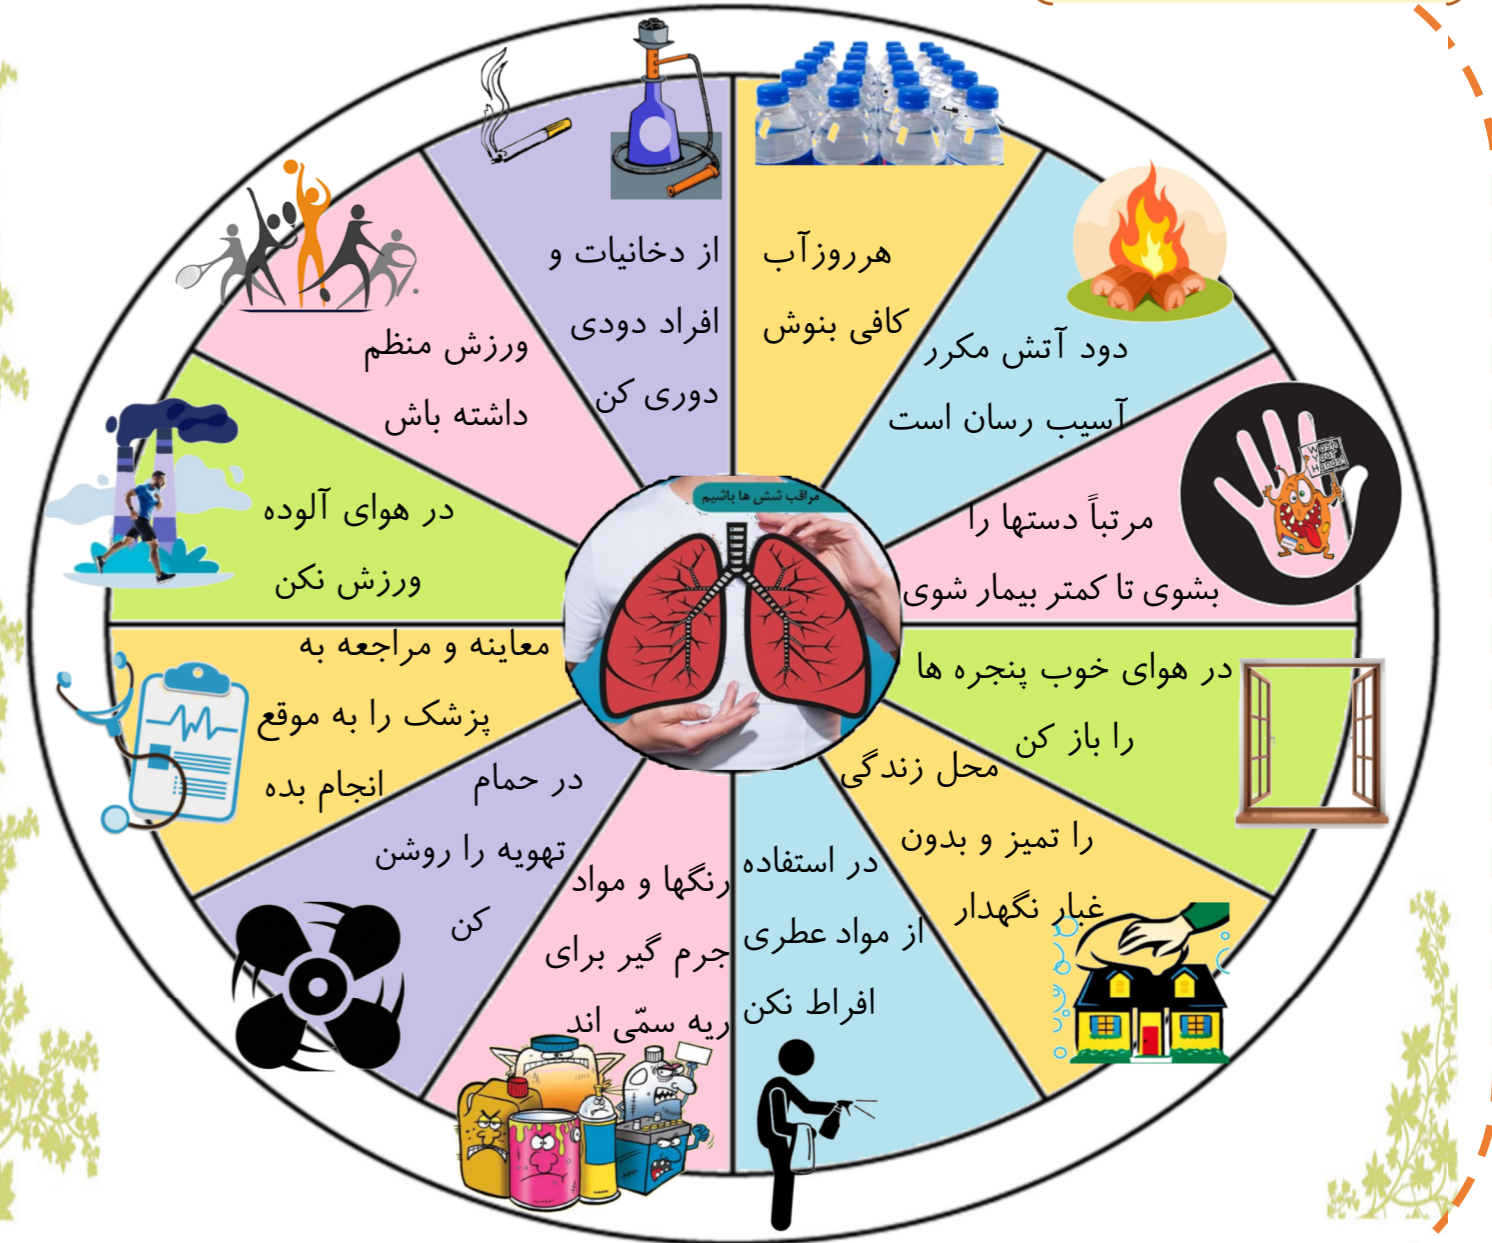 هرروزآب
کافی بنوش
دود آتش مکرر
آسیب رسان است
مرتباً دستها را
بشوی تا کمتر بیمار شوی
Wash
Your
Hands!
در هوای خوب پنجره ها
را باز کن
محل زندگی
را تمیز و بدون
غبار نگهدار
در استفاده
از مواد عطری
افراط نکن
رنگها و مواد
جرم گیر برای
ریه سمّی اند
در حمام
تهویه را روشن
کن
معاینه و مراجعه به
پزشک را به موقع
انجام بده
در هوای آلوده
ورزش نکن
ورزش منظم
داشته باش
از دخانیات و
افراد دودی
دوری کن
مراقب شش ها باشیم